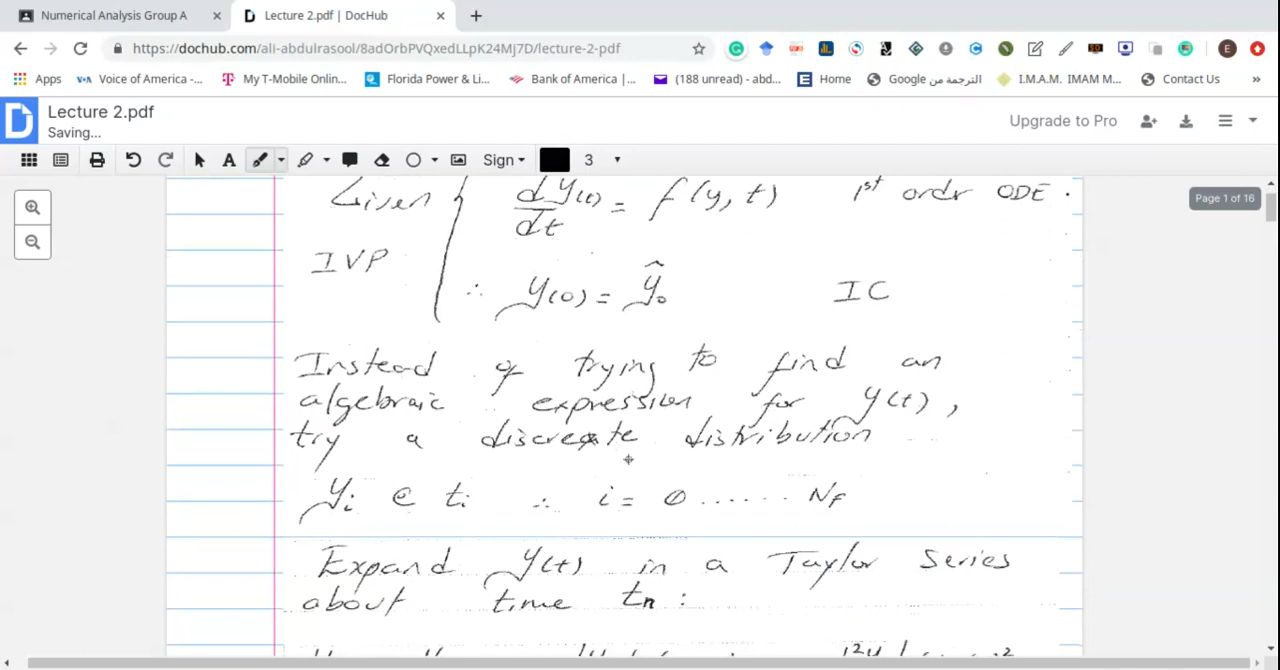 Numerical Analysis Group A
Lecture 2.pdf | DocHub
https://dochub.com/ali-abdulrasool/8adOrbPVQxedLLpK24Mj7D/lecture-2-pdf
Apps
Voice of America -...
My T-Mobile Onlin...
Florida Power & Li...
Bank of America |...
(188 unread) - abd...
Home
الترجمة من Google
I.M.A.M. IMAM M...
Contact Us
Lecture 2.pdf
Saving...
Upgrade to Pro
Sign
3
Page 1 of 16
Given { dy(t)/dt = f(y, t) 1st ordr ODE.
IVP
∴ y(0) = ŷ₀ IC
Instead of trying to find an
algebraic expression for y(t),
try a discreate distribution
yᵢ @ tᵢ ∴ i = 0 ...... NF
Expand y(t) in a Taylor Series
about time tn :